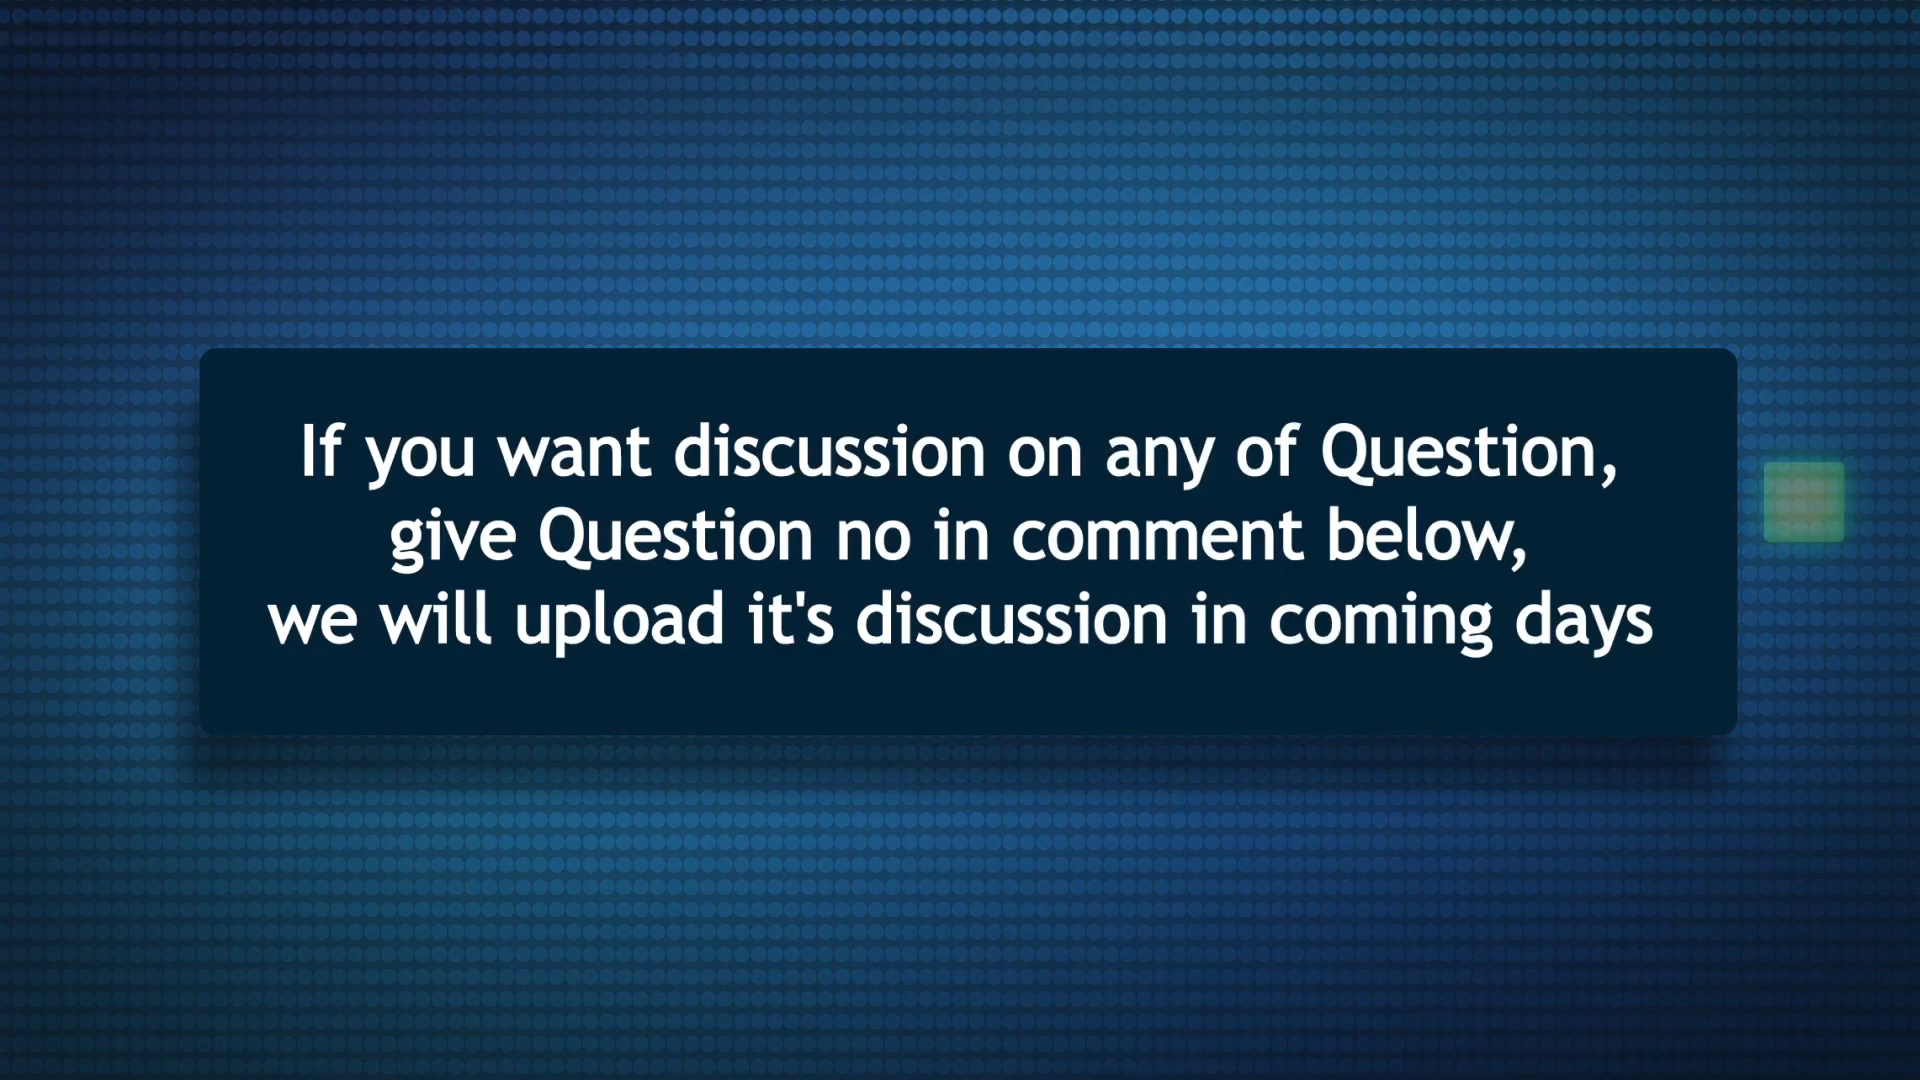 If you want discussion on any of Question,
give Question no in comment below,
we will upload it's discussion in coming days